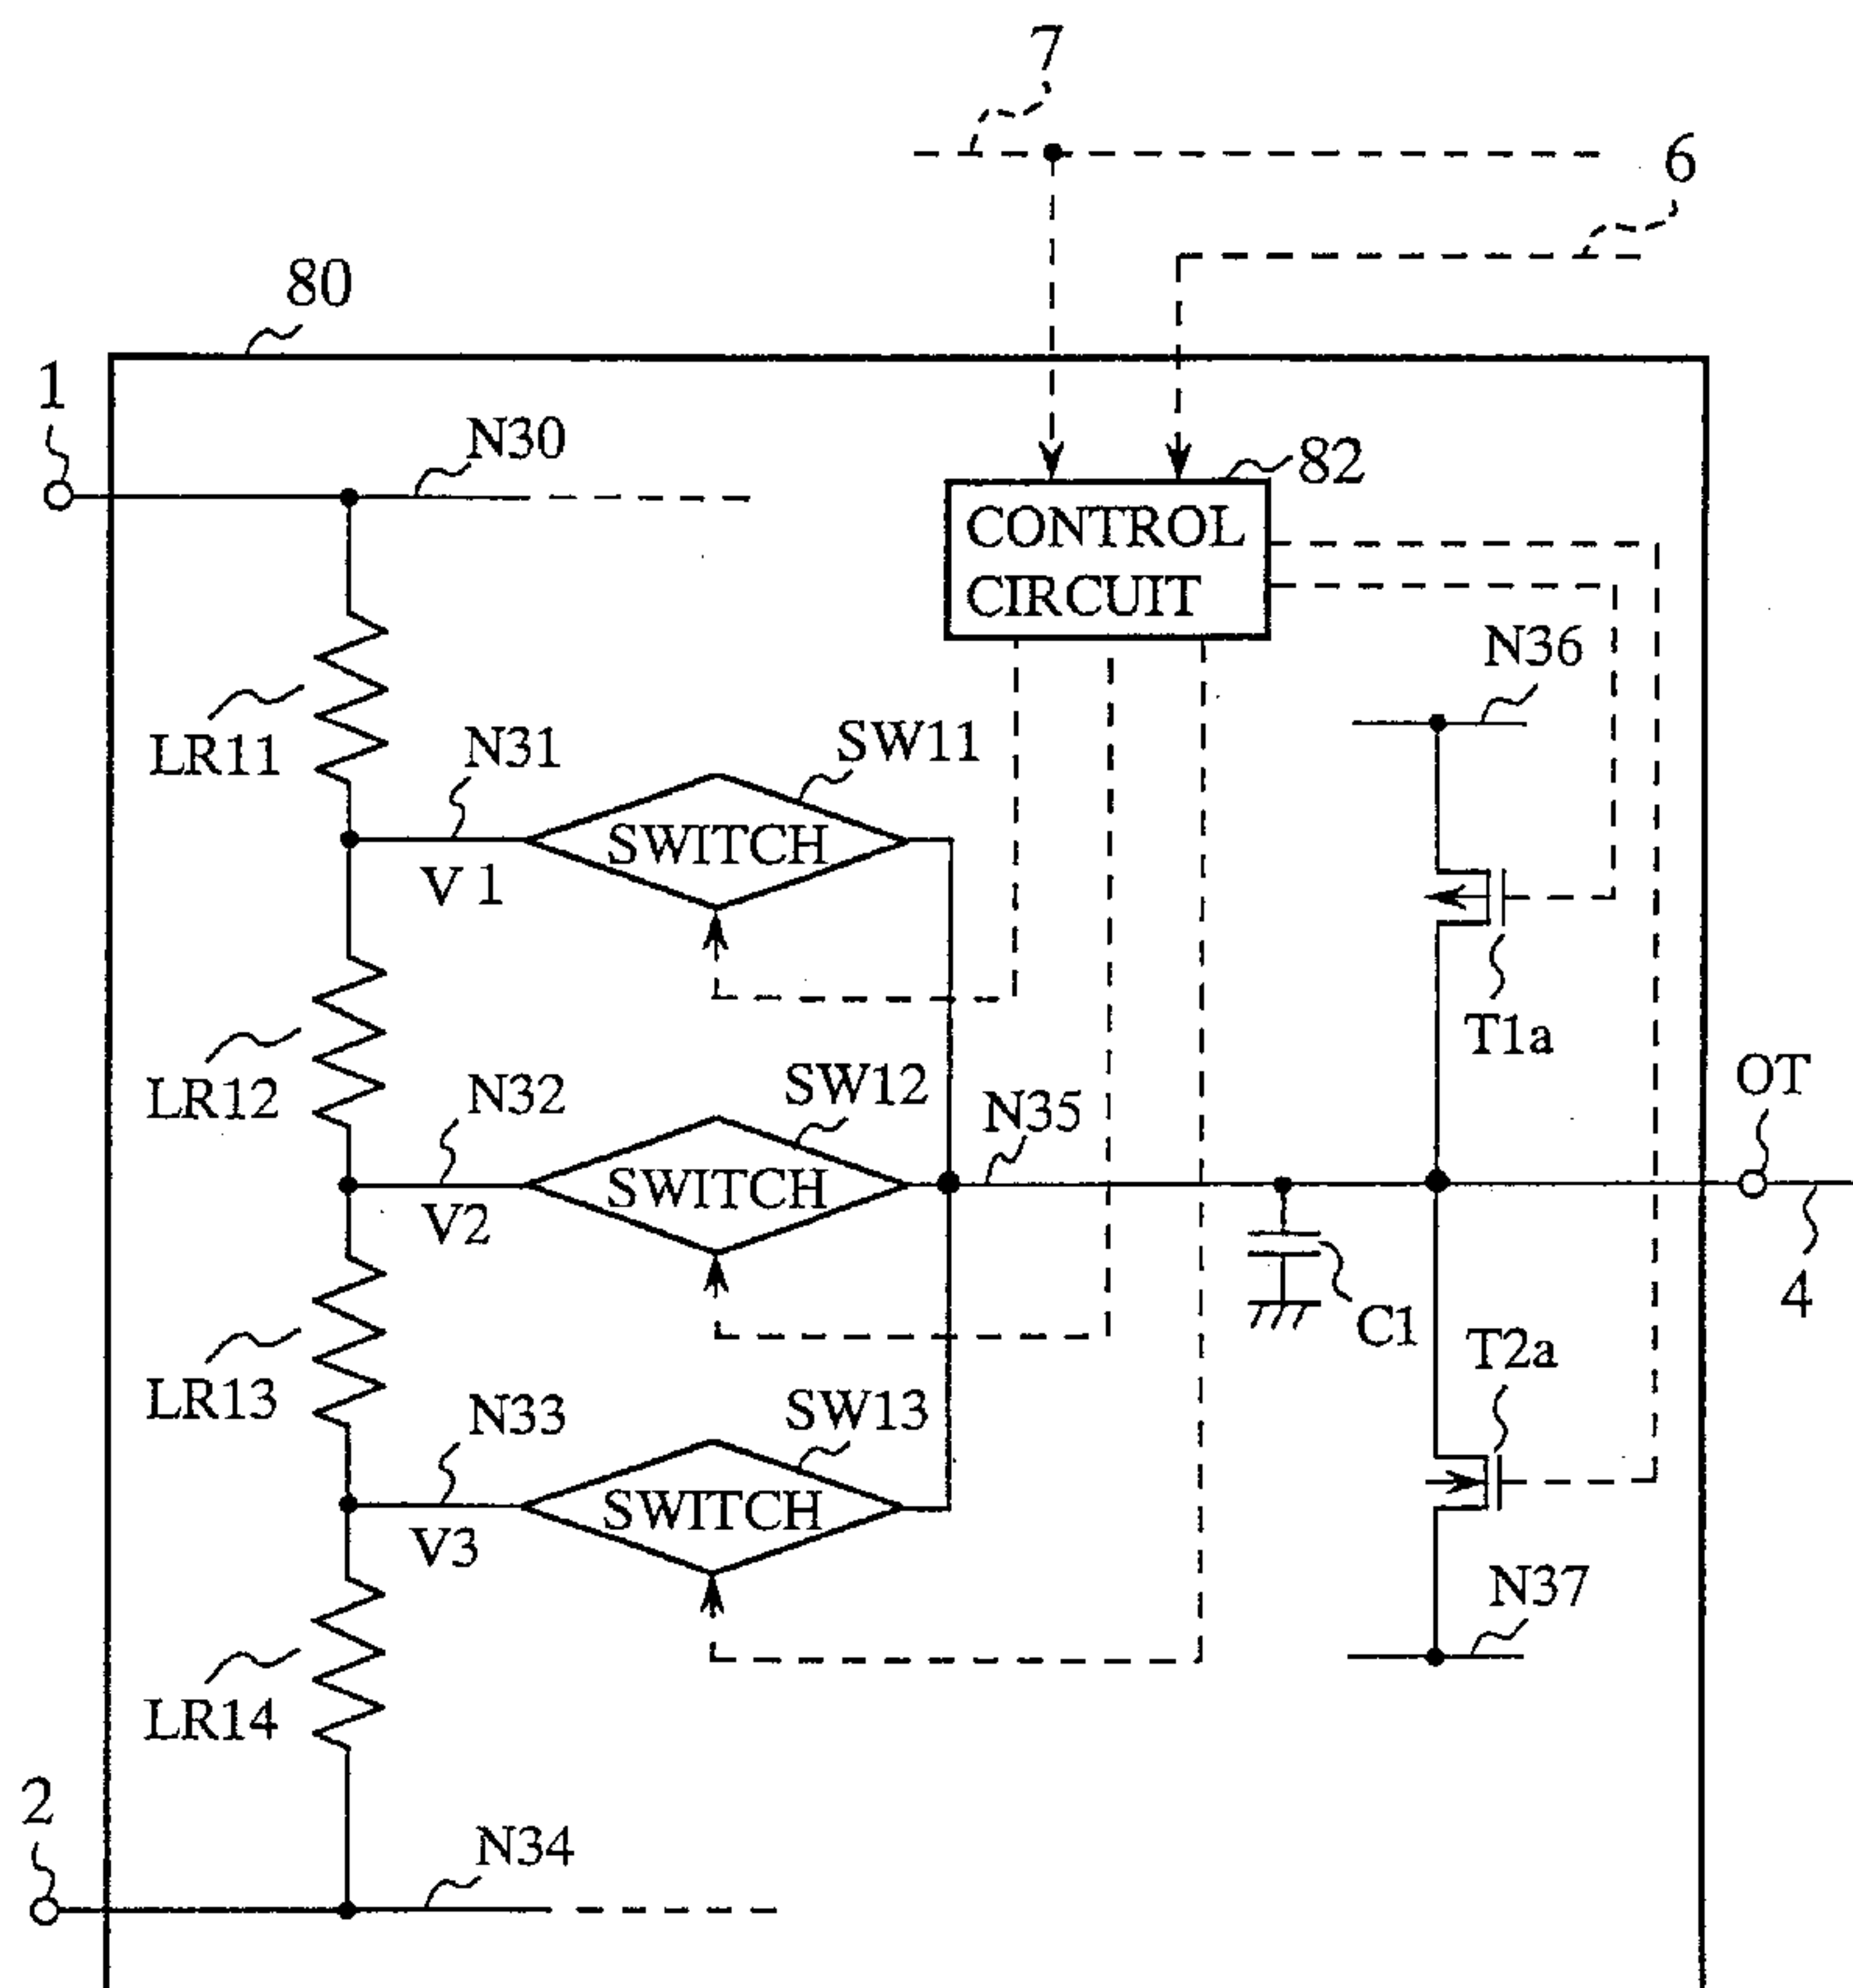 7
6
80
1
N30
82
CONTROL
CIRCUIT
N36
LR11
N31
SW11
SWITCH
V1
T1a
OT
LR12
N32
SW12
N35
SWITCH
V2
4
C1
T2a
LR13
N33
SW13
SWITCH
V3
N37
LR14
2
N34